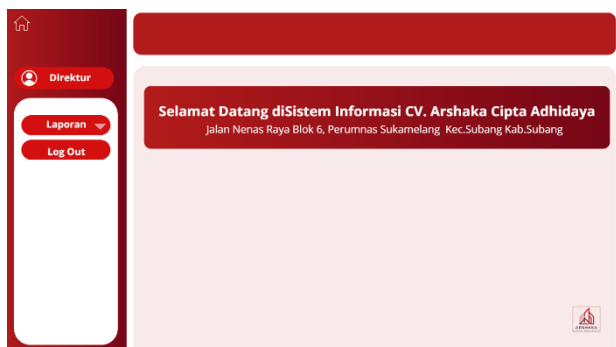 Direktur
Laporan
Log Out
Selamat Datang diSistem Informasi CV. Arshaka Cipta Adhidaya
Jalan Nenas Raya Blok 6, Perumnas Sukamelang Kec.Subang Kab.Subang
ARSHAKA